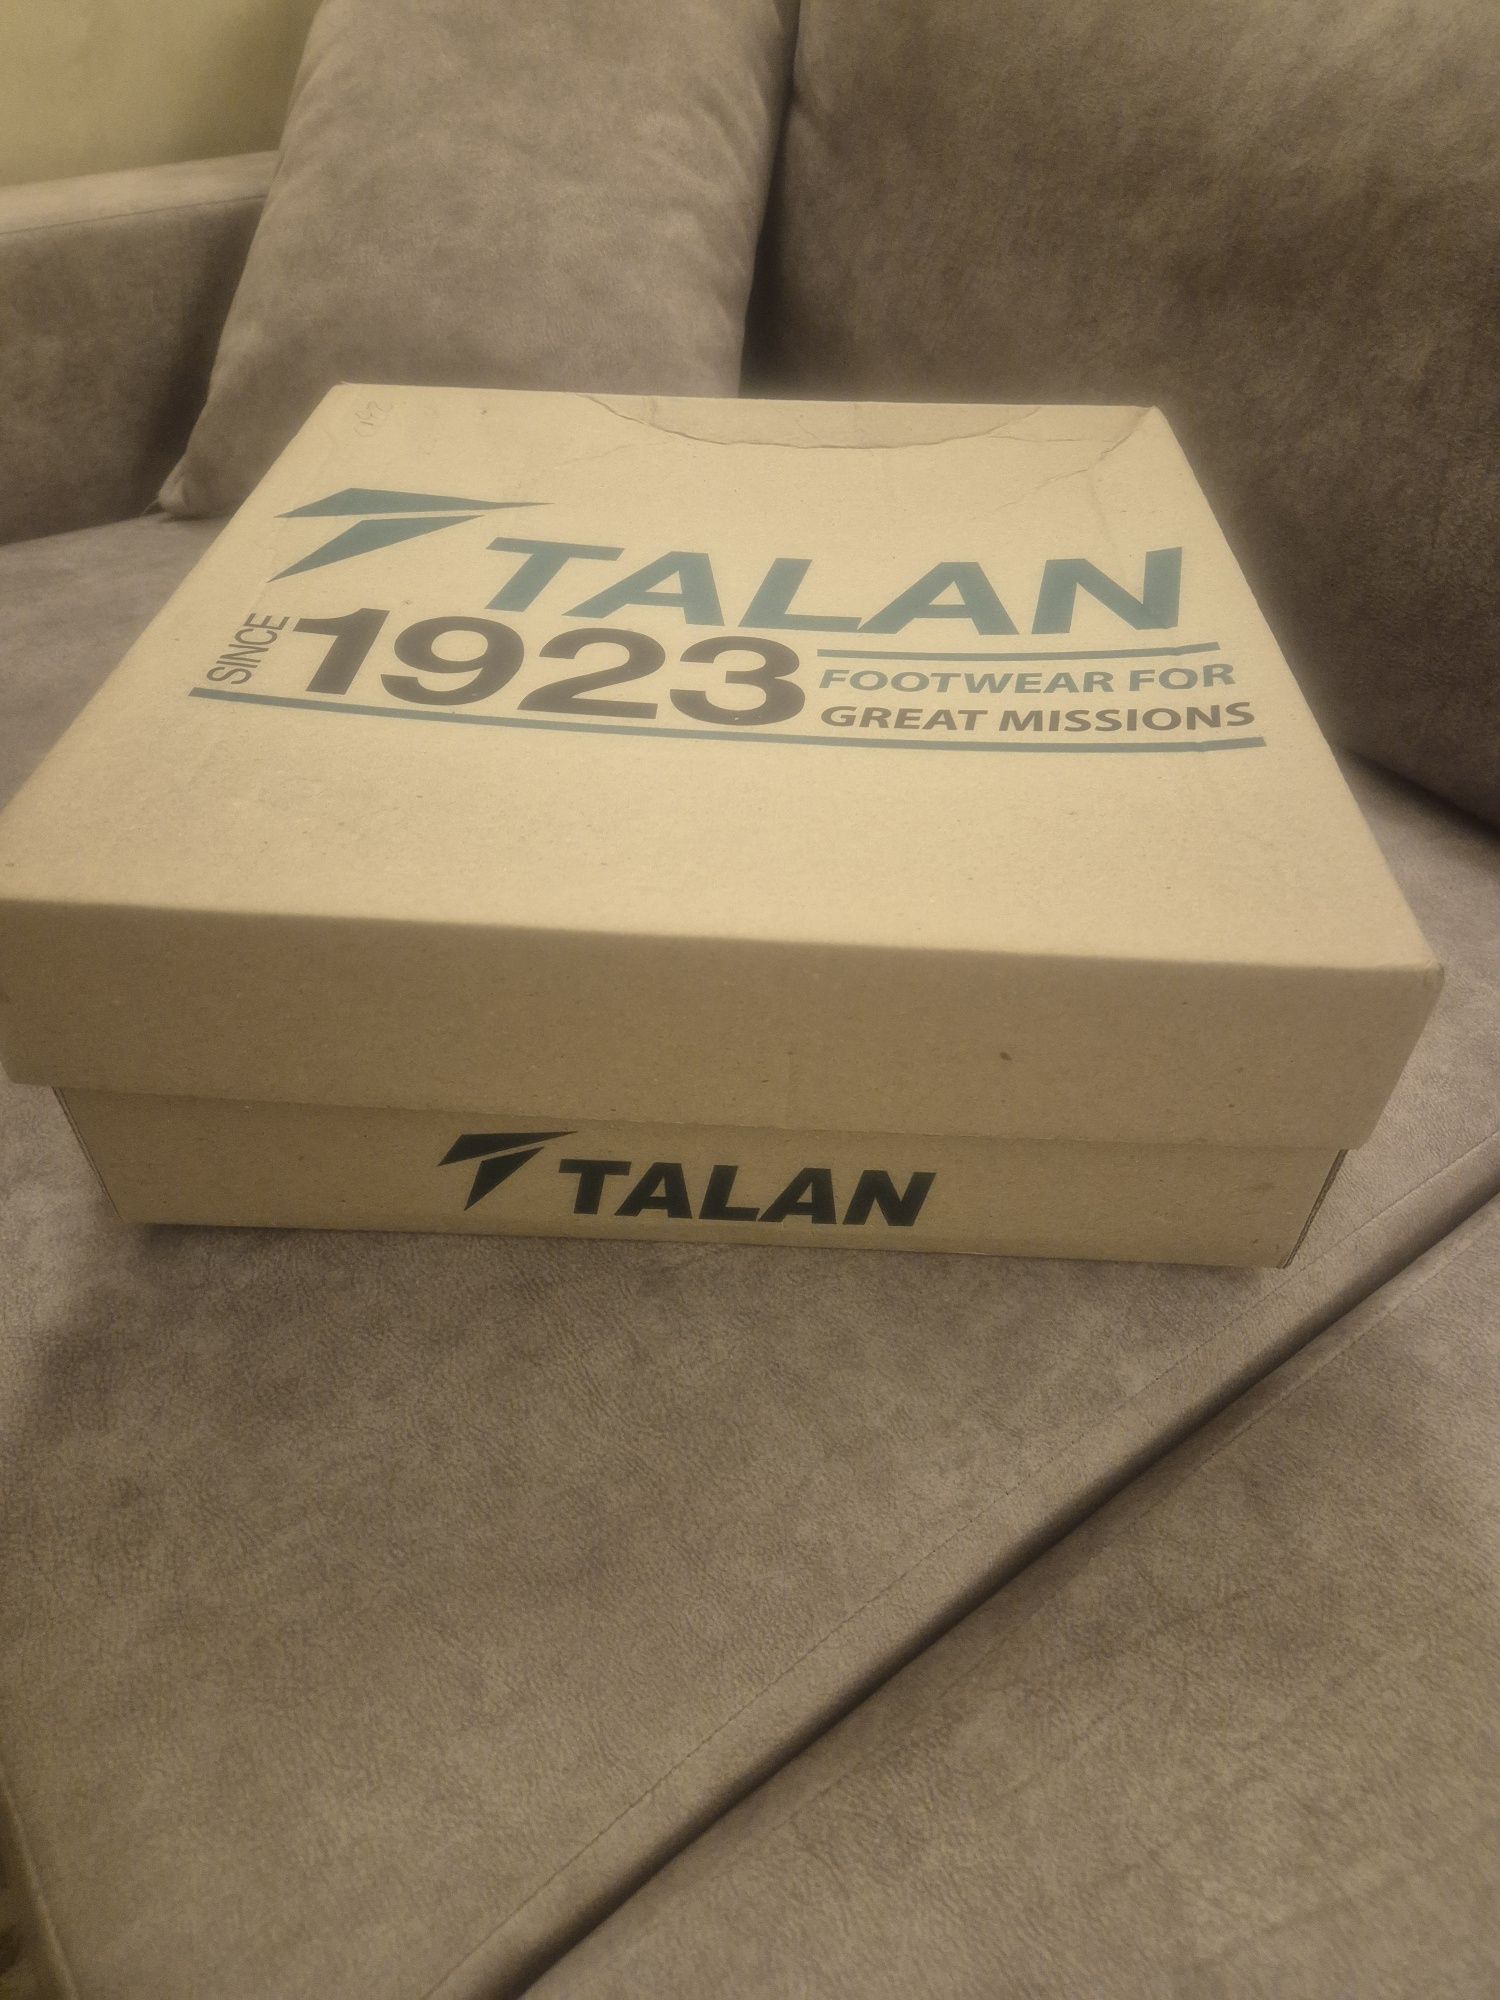 TALAN
SINCE 1923
FOOTWEAR FOR
GREAT MISSIONS
TALAN